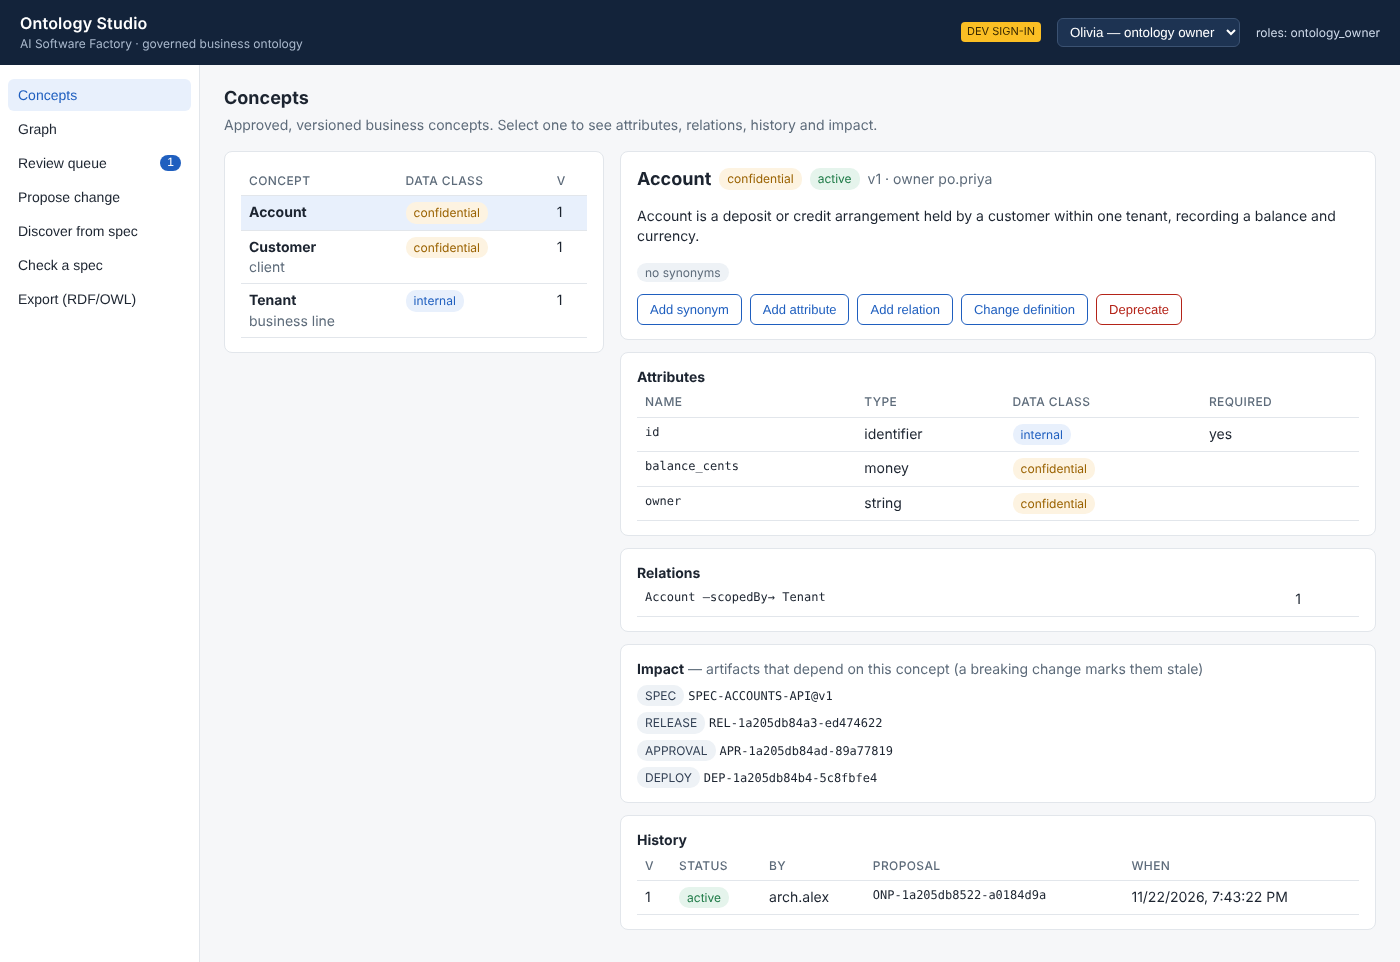 Ontology Studio
AI Software Factory · governed business ontology
DEV SIGN-IN
Olivia — ontology owner
roles: ontology_owner
Concepts
Graph
Review queue 1
Propose change
Discover from spec
Check a spec
Export (RDF/OWL)
Concepts
Approved, versioned business concepts. Select one to see attributes, relations, history and impact.
CONCEPT DATA CLASS V
Account confidential 1
Customer confidential 1
client
Tenant internal 1
business line
Account confidential active v1 · owner po.priya
Account is a deposit or credit arrangement held by a customer within one tenant, recording a balance and
currency.
no synonyms
Add synonym Add attribute Add relation Change definition Deprecate
Attributes
NAME TYPE DATA CLASS REQUIRED
id identifier internal yes
balance_cents money confidential
owner string confidential
Relations
Account —scopedBy→ Tenant 1
Impact — artifacts that depend on this concept (a breaking change marks them stale)
SPEC SPEC-ACCOUNTS-API@v1
RELEASE REL-1a205db84a3-ed474622
APPROVAL APR-1a205db84ad-89a77819
DEPLOY DEP-1a205db84b4-5c8fbfe4
History
V STATUS BY PROPOSAL WHEN
1 active arch.alex ONP-1a205db8522-a0184d9a 11/22/2026, 7:43:22 PM